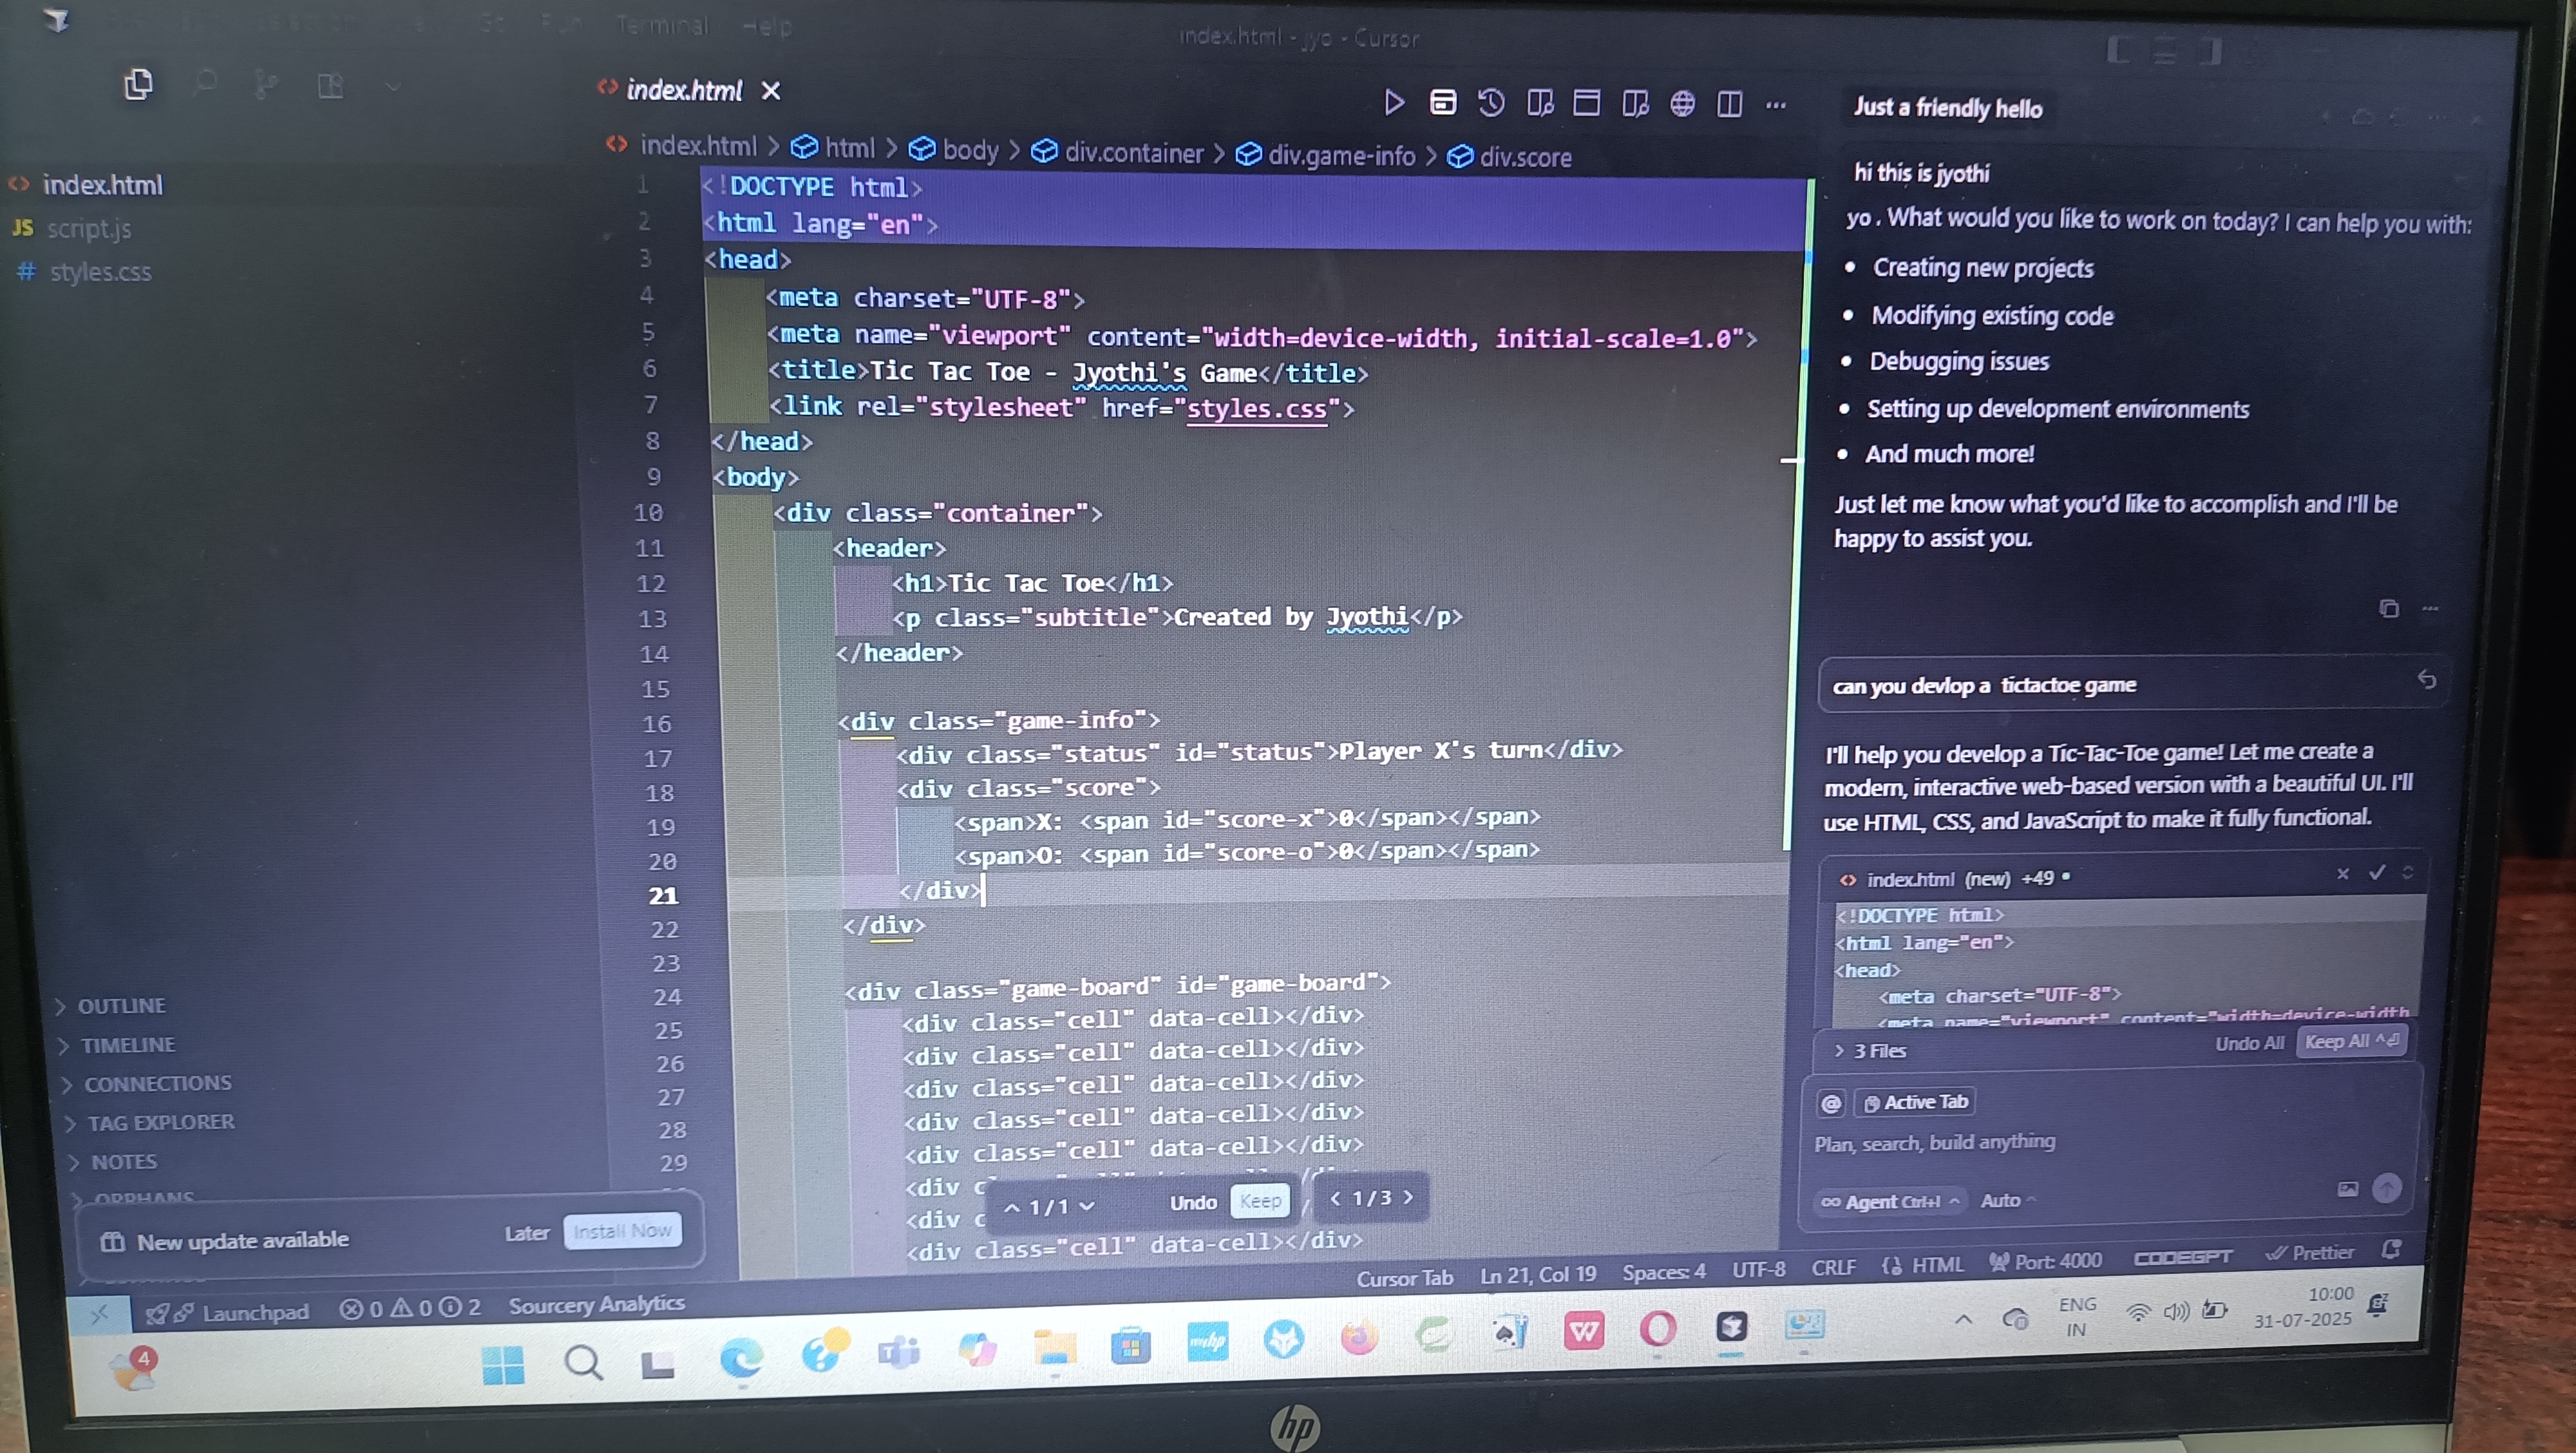 Terminal Help
index.html - jyo - Cursor
index.html
script.js
styles.css
OUTLINE
TIMELINE
CONNECTIONS
TAG EXPLORER
NOTES
ORPHANS
New update available
Later
Install Now
index.html
index.html > html > body > div.container > div.game-info > div.score
1 <!DOCTYPE html>
2 <html lang="en">
3 <head>
4 <meta charset="UTF-8">
5 <meta name="viewport" content="width=device-width, initial-scale=1.0">
6 <title>Tic Tac Toe - Jyothi's Game</title>
7 <link rel="stylesheet" href="styles.css">
8 </head>
9 <body>
10 <div class="container">
11 <header>
12 <h1>Tic Tac Toe</h1>
13 <p class="subtitle">Created by Jyothi</p>
14 </header>
15
16 <div class="game-info">
17 <div class="status" id="status">Player X's turn</div>
18 <div class="score">
19 <span>X: <span id="score-x">0</span></span>
20 <span>O: <span id="score-o">0</span></span>
21 </div>
22 </div>
23
24 <div class="game-board" id="game-board">
25 <div class="cell" data-cell></div>
26 <div class="cell" data-cell></div>
27 <div class="cell" data-cell></div>
28 <div class="cell" data-cell></div>
29 <div class="cell" data-cell></div>
<div c
<div c
<div class="cell" data-cell></div>
1/1
Undo
Keep
1/3
Just a friendly hello
hi this is jyothi
yo . What would you like to work on today? I can help you with:
• Creating new projects
• Modifying existing code
• Debugging issues
• Setting up development environments
• And much more!
Just let me know what you'd like to accomplish and I'll be
happy to assist you.
can you devlop a tictactoe game
I'll help you develop a Tic-Tac-Toe game! Let me create a
modern, interactive web-based version with a beautiful UI. I'll
use HTML, CSS, and JavaScript to make it fully functional.
index.html (new) +49
<!DOCTYPE html>
<html lang="en">
<head>
<meta charset="UTF-8">
<meta name="viewport" content="width=device-width
> 3 Files
Undo All
Keep All
@ Active Tab
Plan, search, build anything
Agent Ctrl+I
Auto
Launchpad
0 0 2
Sourcery Analytics
Cursor Tab
Ln 21, Col 19
Spaces: 4
UTF-8
CRLF
HTML
Port: 4000
CODEGPT
Prettier
4
myhp
ENG
IN
10:00
31-07-2025
hp